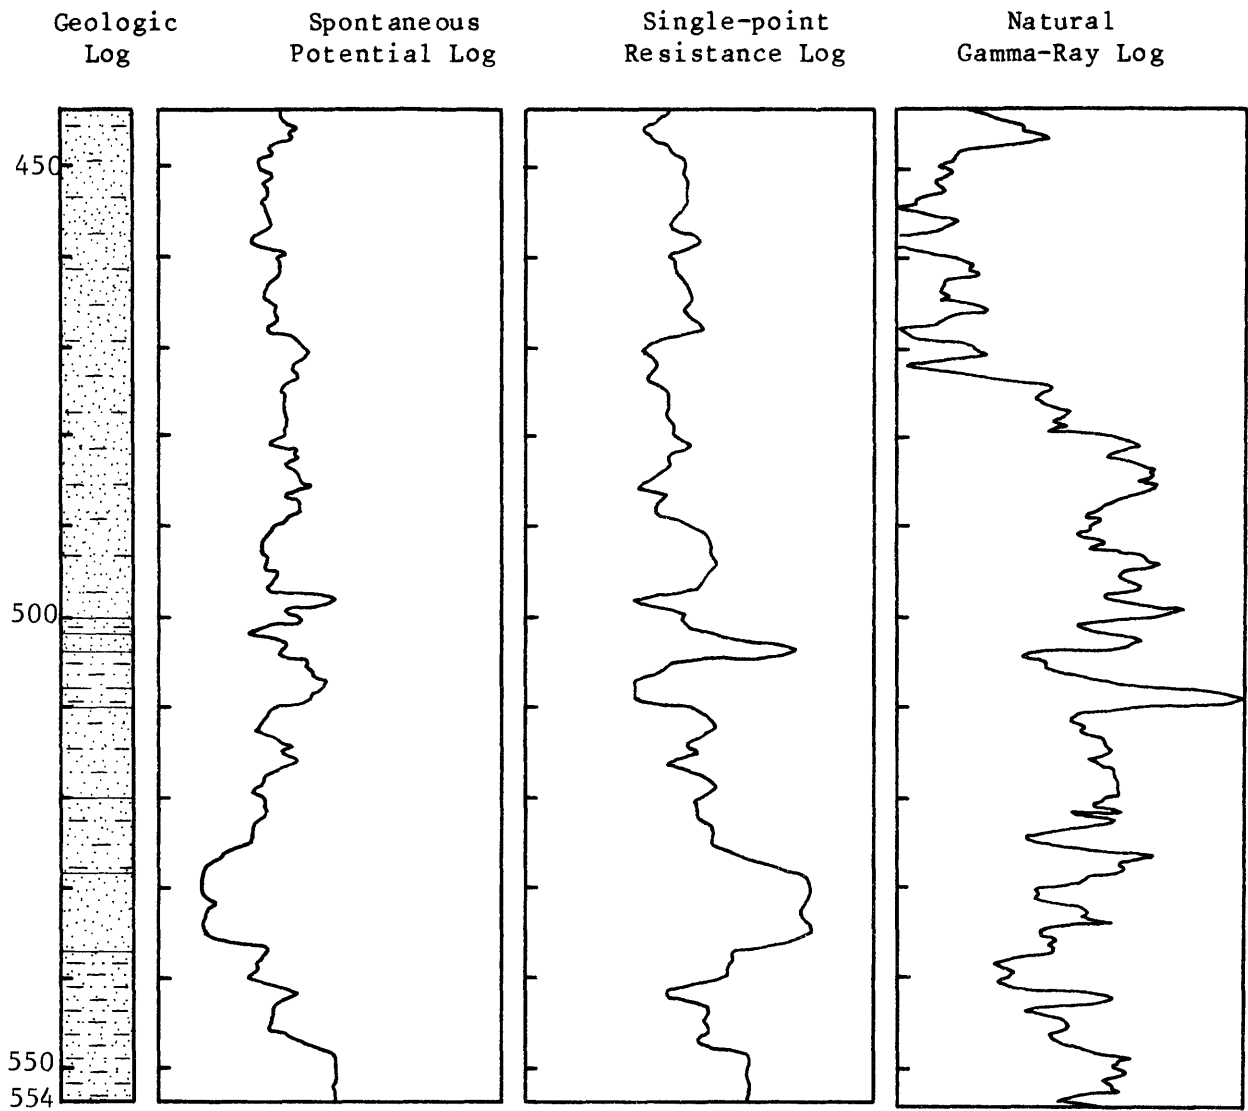 Geologic
Log
Spontaneous
Potential Log
Single-point
Resistance Log
Natural
Gamma-Ray Log
450
500
550
554